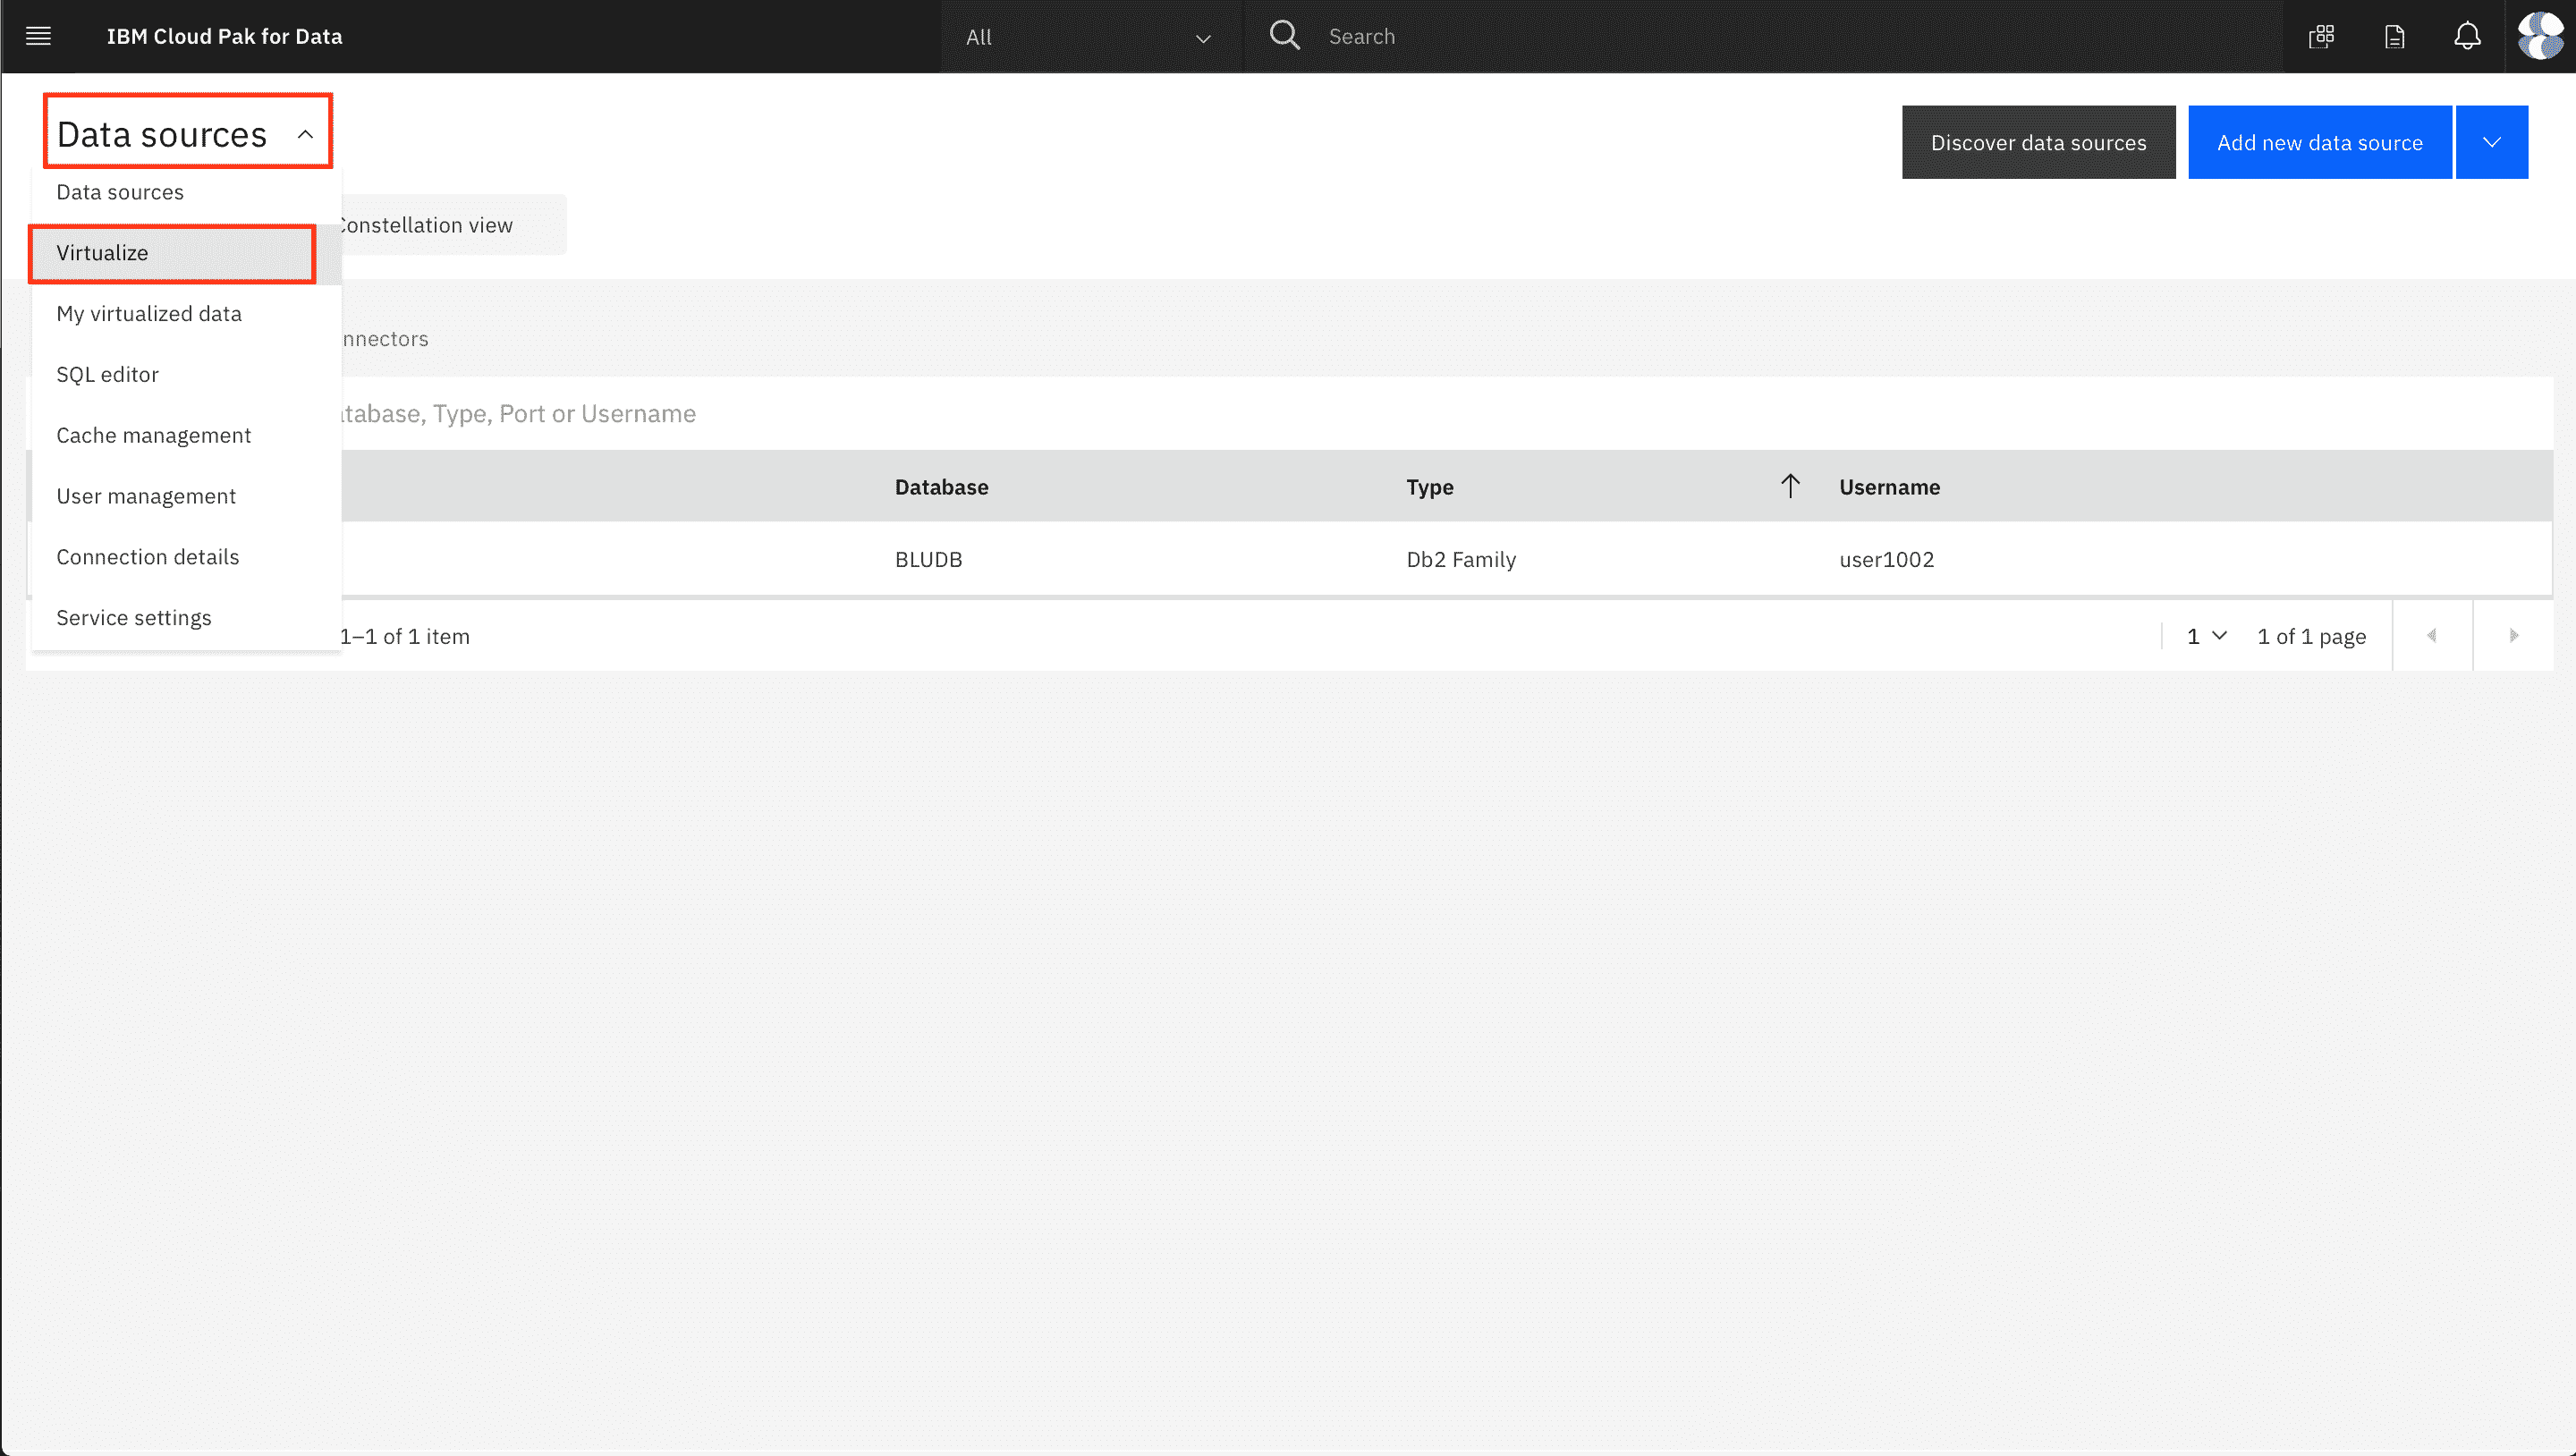 IBM Cloud Pak for Data
All
Search
Data sources
Discover data sources
Add new data source
Data sources
Constellation view
Virtualize
My virtualized data
nnectors
SQL editor
tabase, Type, Port or Username
Cache management
Database
Type
Username
User management
Connection details
BLUDB
Db2 Family
user1002
Service settings
1–1 of 1 item
1
1 of 1 page